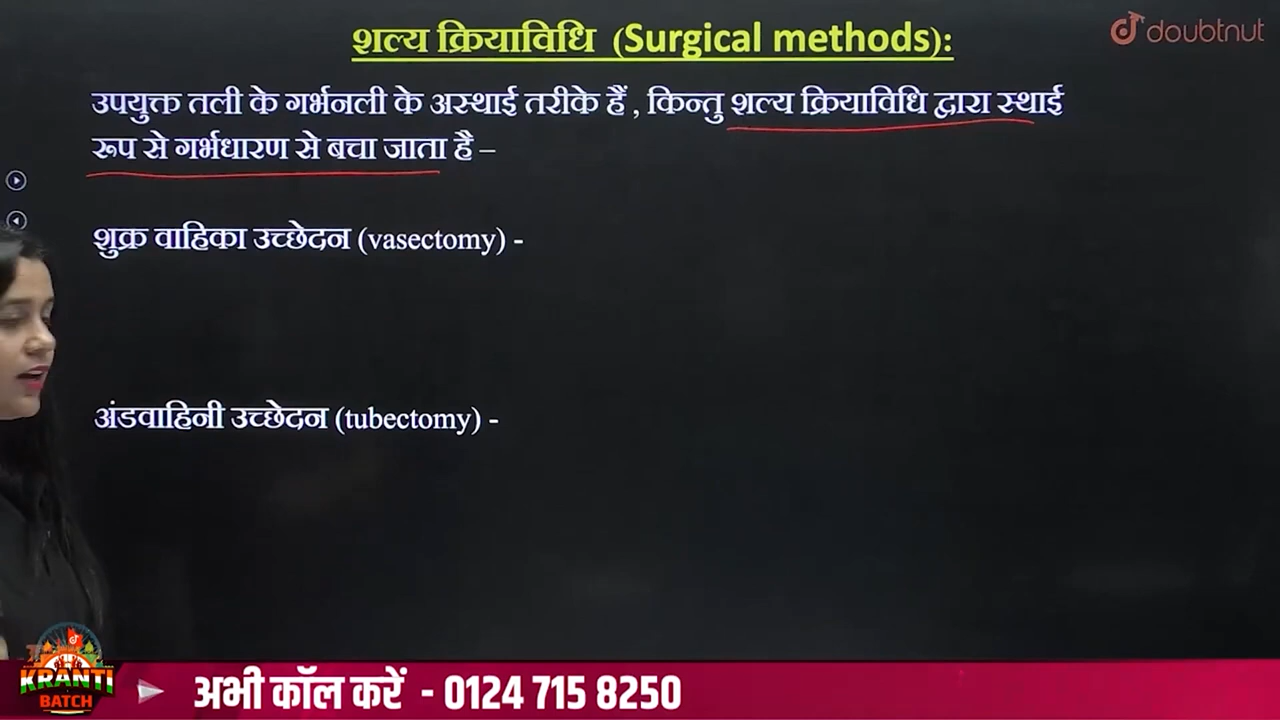 शल्य क्रियाविधि (Surgical methods):
doubtnut
उपयुक्त तली के गर्भनली के अस्थाई तरीके हैं , किन्तु शल्य क्रियाविधि द्वारा स्थाई
रूप से गर्भधारण से बचा जाता है –
शुक्र वाहिका उच्छेदन (vasectomy) -
अंडवाहिनी उच्छेदन (tubectomy) -
KRANTI
BATCH
अभी कॉल करें - 0124 715 8250